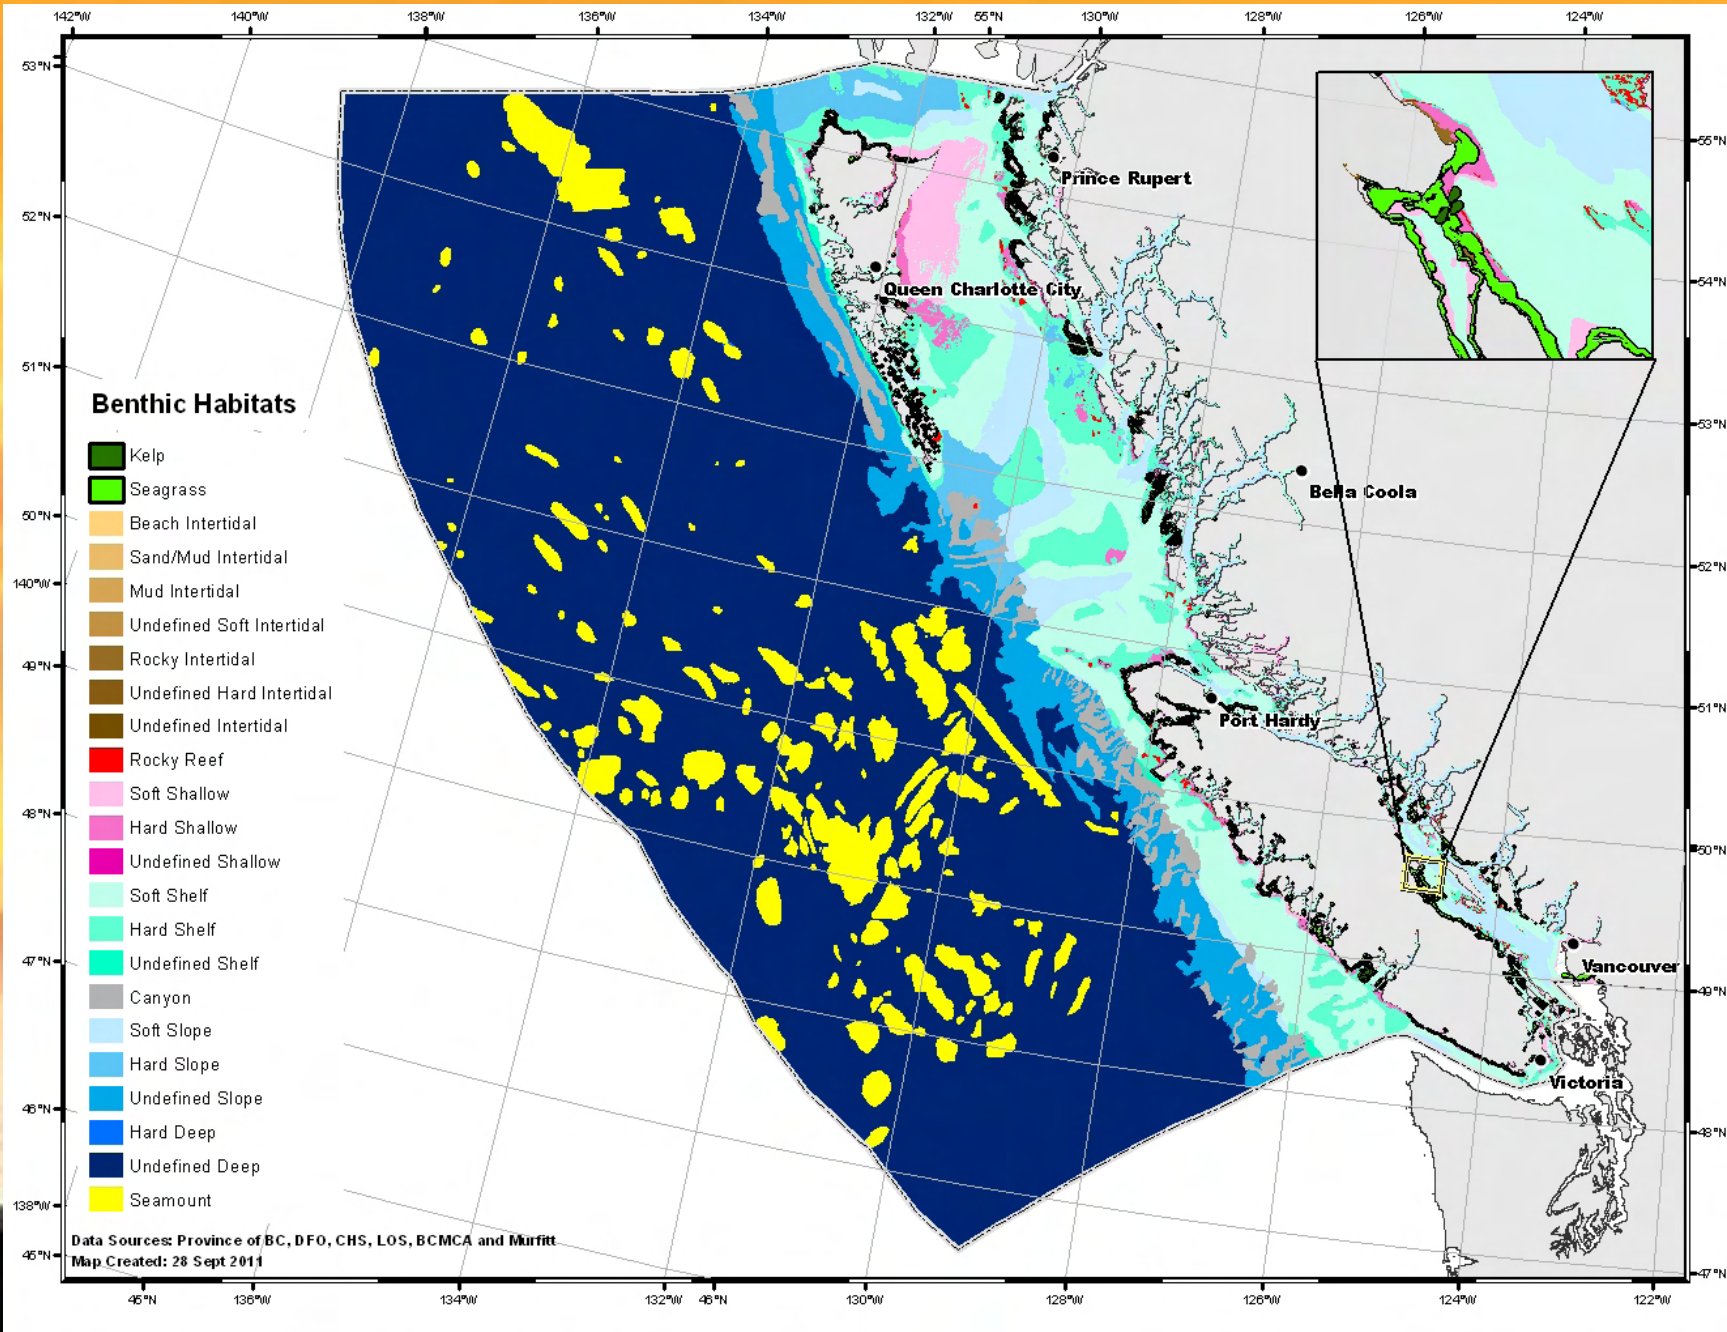 142°W 140°W 138°W 136°W 134°W 132°W 55°N 130°W 128°W 126°W 124°W
53°N
52°N
51°N
50°N
140°W
49°N
48°N
47°N
46°N
138°W
45°N
55°N
54°N
53°N
52°N
51°N
50°N
49°N
48°N
47°N
Prince Rupert
Queen Charlotte City
Bella Coola
Port Hardy
Vancouver
Victoria
Benthic Habitats
Kelp
Seagrass
Beach Intertidal
Sand/Mud Intertidal
Mud Intertidal
Undefined Soft Intertidal
Rocky Intertidal
Undefined Hard Intertidal
Undefined Intertidal
Rocky Reef
Soft Shallow
Hard Shallow
Undefined Shallow
Soft Shelf
Hard Shelf
Undefined Shelf
Canyon
Soft Slope
Hard Slope
Undefined Slope
Hard Deep
Undefined Deep
Seamount
Data Sources: Province of BC, DFO, CHS, LOS, BCMCA and Murfitt
Map Created: 28 Sept 2011
45°N 136°W 134°W 132°W 46°N 130°W 128°W 126°W 124°W 122°W